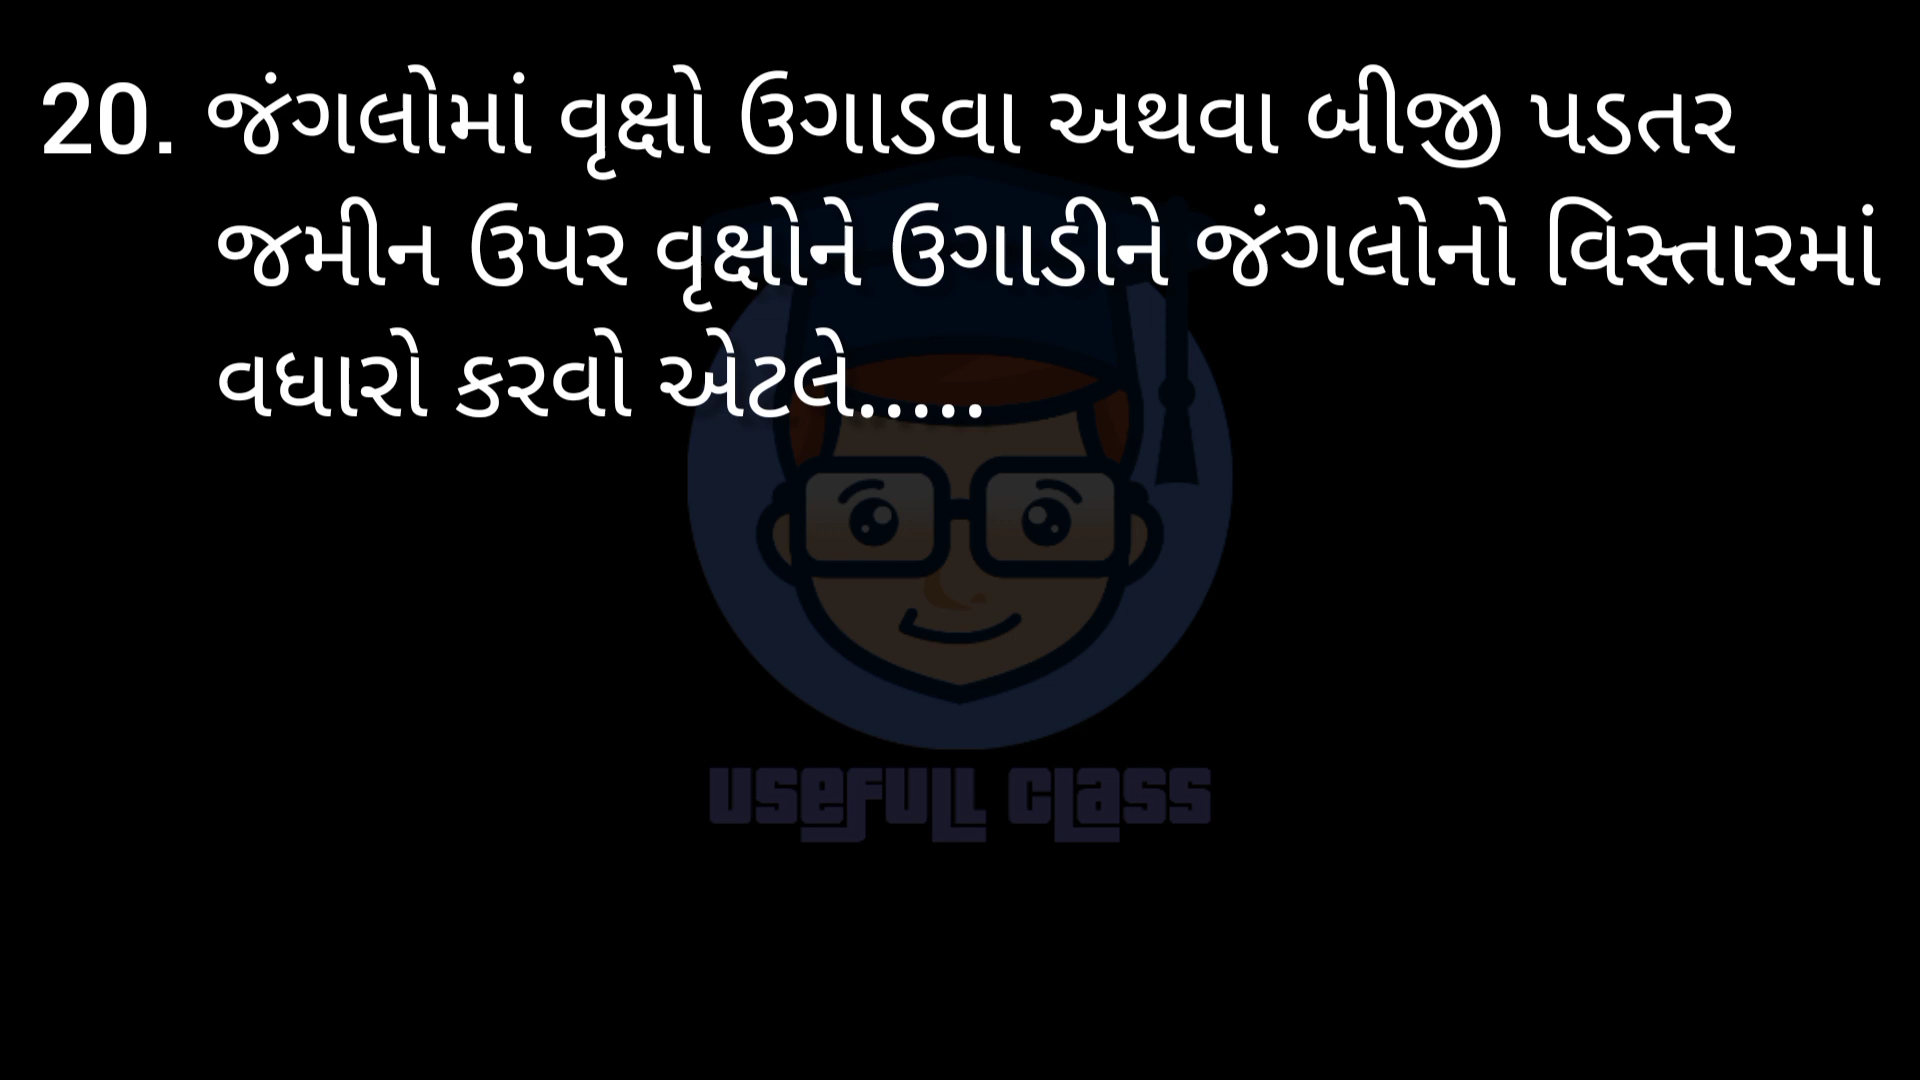 20. જંગલોમાં વૃક્ષો ઉગાડવા અથવા બીજી પડતર
જમીન ઉપર વૃક્ષોને ઉગાડીને જંગલોનો વિસ્તારમાં
વધારો કરવો એટલે.....
USEFULL CLASS